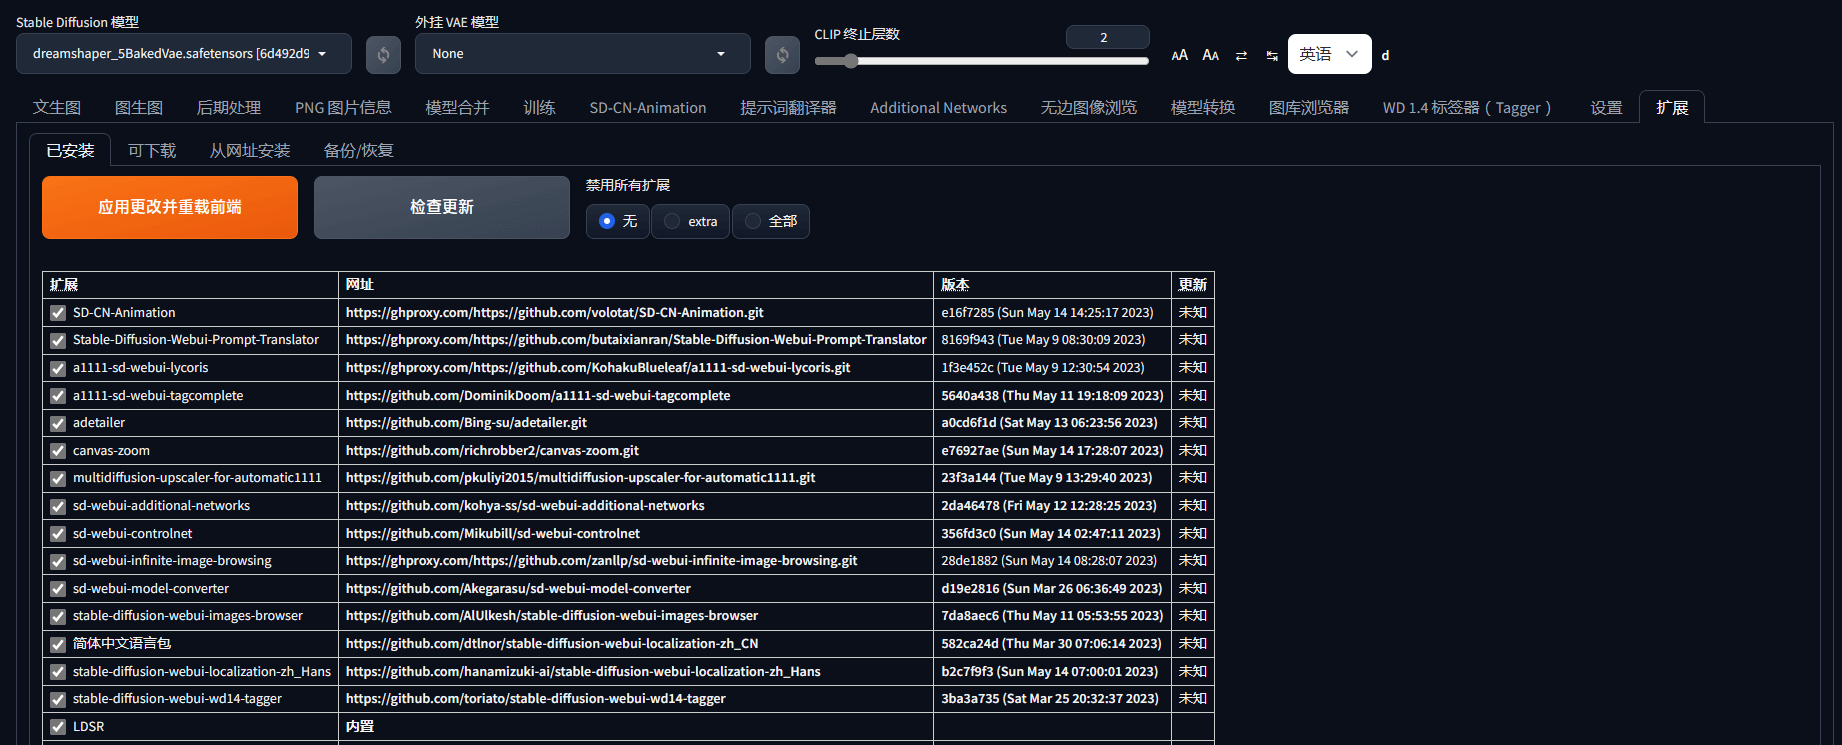 Stable Diffusion 模型
外挂 VAE 模型
CLIP 终止层数
2
dreamshaper_5BakedVae.safetensors [6d492d9
None
AA AA ⇄ ↹ 英语 d
文生图 图生图 后期处理 PNG 图片信息 模型合并 训练 SD-CN-Animation 提示词翻译器 Additional Networks 无边图像浏览 模型转换 图库浏览器 WD 1.4 标签器（Tagger） 设置 扩展
已安装 可下载 从网址安装 备份/恢复
应用更改并重载前端
检查更新
禁用所有扩展
无 extra 全部
扩展 网址 版本 更新
SD-CN-Animation https://ghproxy.com/https://github.com/volotat/SD-CN-Animation.git e16f7285 (Sun May 14 14:25:17 2023) 未知
Stable-Diffusion-Webui-Prompt-Translator https://ghproxy.com/https://github.com/butaixianran/Stable-Diffusion-Webui-Prompt-Translator 8169f943 (Tue May 9 08:30:09 2023) 未知
a1111-sd-webui-lycoris https://ghproxy.com/https://github.com/KohakuBlueleaf/a1111-sd-webui-lycoris.git 1f3e452c (Tue May 9 12:30:54 2023) 未知
a1111-sd-webui-tagcomplete https://github.com/DominikDoom/a1111-sd-webui-tagcomplete 5640a438 (Thu May 11 19:18:09 2023) 未知
adetailer https://github.com/Bing-su/adetailer.git a0cd6f1d (Sat May 13 06:23:56 2023) 未知
canvas-zoom https://github.com/richrobber2/canvas-zoom.git e76927ae (Sun May 14 17:28:07 2023) 未知
multidiffusion-upscaler-for-automatic1111 https://github.com/pkuliyi2015/multidiffusion-upscaler-for-automatic1111.git 23f3a144 (Tue May 9 13:29:40 2023) 未知
sd-webui-additional-networks https://github.com/kohya-ss/sd-webui-additional-networks 2da46478 (Fri May 12 12:28:25 2023) 未知
sd-webui-controlnet https://github.com/Mikubill/sd-webui-controlnet 356fd3c0 (Sun May 14 02:47:11 2023) 未知
sd-webui-infinite-image-browsing https://ghproxy.com/https://github.com/zanllp/sd-webui-infinite-image-browsing.git 28de1882 (Sun May 14 08:28:07 2023) 未知
sd-webui-model-converter https://github.com/Akegarasu/sd-webui-model-converter d19e2816 (Sun Mar 26 06:36:49 2023) 未知
stable-diffusion-webui-images-browser https://github.com/AlUlkesh/stable-diffusion-webui-images-browser 7da8aec6 (Thu May 11 05:53:55 2023) 未知
简体中文语言包 https://github.com/dtlnor/stable-diffusion-webui-localization-zh_CN 582ca24d (Thu Mar 30 07:06:14 2023) 未知
stable-diffusion-webui-localization-zh_Hans https://github.com/hanamizuki-ai/stable-diffusion-webui-localization-zh_Hans b2c7f9f3 (Sun May 14 07:00:01 2023) 未知
stable-diffusion-webui-wd14-tagger https://github.com/toriato/stable-diffusion-webui-wd14-tagger 3ba3a735 (Sat Mar 25 20:32:37 2023) 未知
LDSR 内置